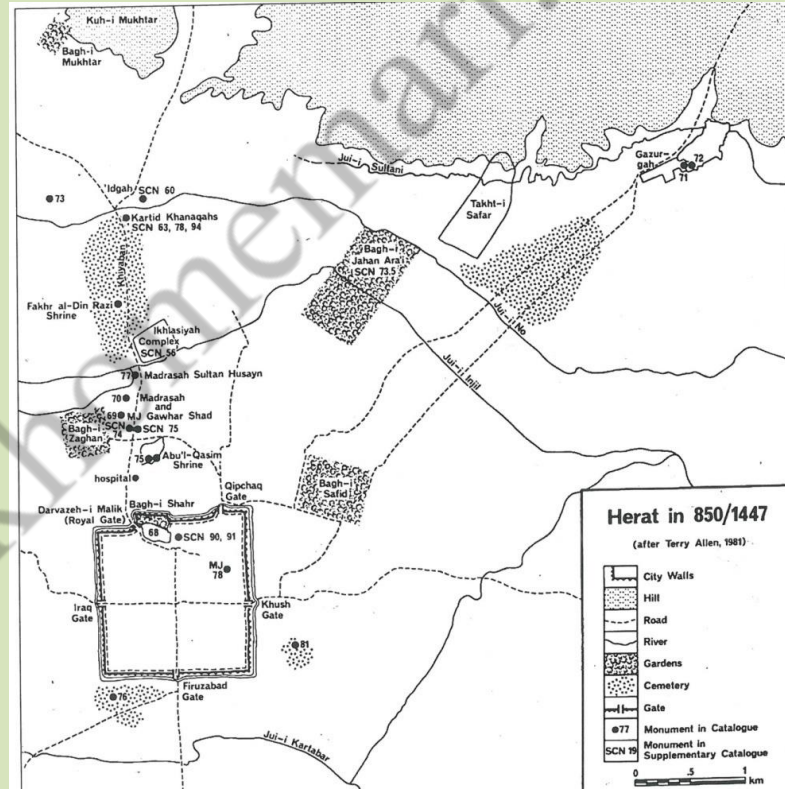 Kuh-i Mukhtar
Bagh-i
Mukhtar
Jui-i Sultani
Gazur-
gah
72
71
73
'Idgah SCN 60
Kartid Khanaqahs
SCN 63, 78, 94
Takht-i
Safar
Khiyaban
Bagh-i
Jahan Ara'i
SCN 73.5
Fakhr al-Din Razi
Shrine
Jui-i No
Ikhlasiyah
Complex
SCN 56
Jui-ii Injil
77 Madrasah Sultan Husayn
70 Madrasah
and
69 MJ Gawhar Shad
SCN
74
SCN 75
Bagh-i
Zaghan
75 Abu'l-Qasim
Shrine
hospital
Bagh-i
Safid
Qipchaq
Gate
Bagh-i Shahr
Darvazeh-i Malik
(Royal Gate)
68
SCN 90, 91
MJ
78
Iraq
Gate
Khush
Gate
81
76
Firuzabad
Gate
Jui-i Kartabar
Herat in 850/1447
(after Terry Allen, 1981)
City Walls
Hill
Road
River
Gardens
Cemetery
Gate
77 Monument in Catalogue
SCN 19 Monument in
Supplementary Catalogue
0 .5 1
km